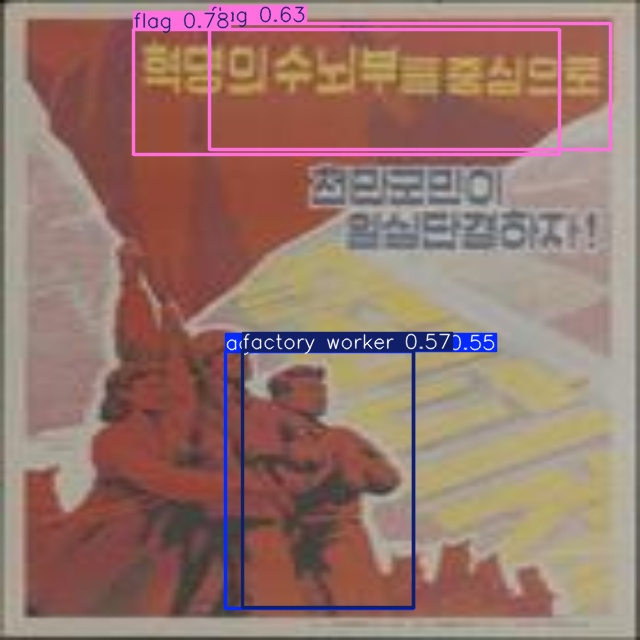 flag 0.78
0.63
혁명의 수뇌부를 중심으로
천만군민이
일심단결하자!
factory worker 0.57
0.55